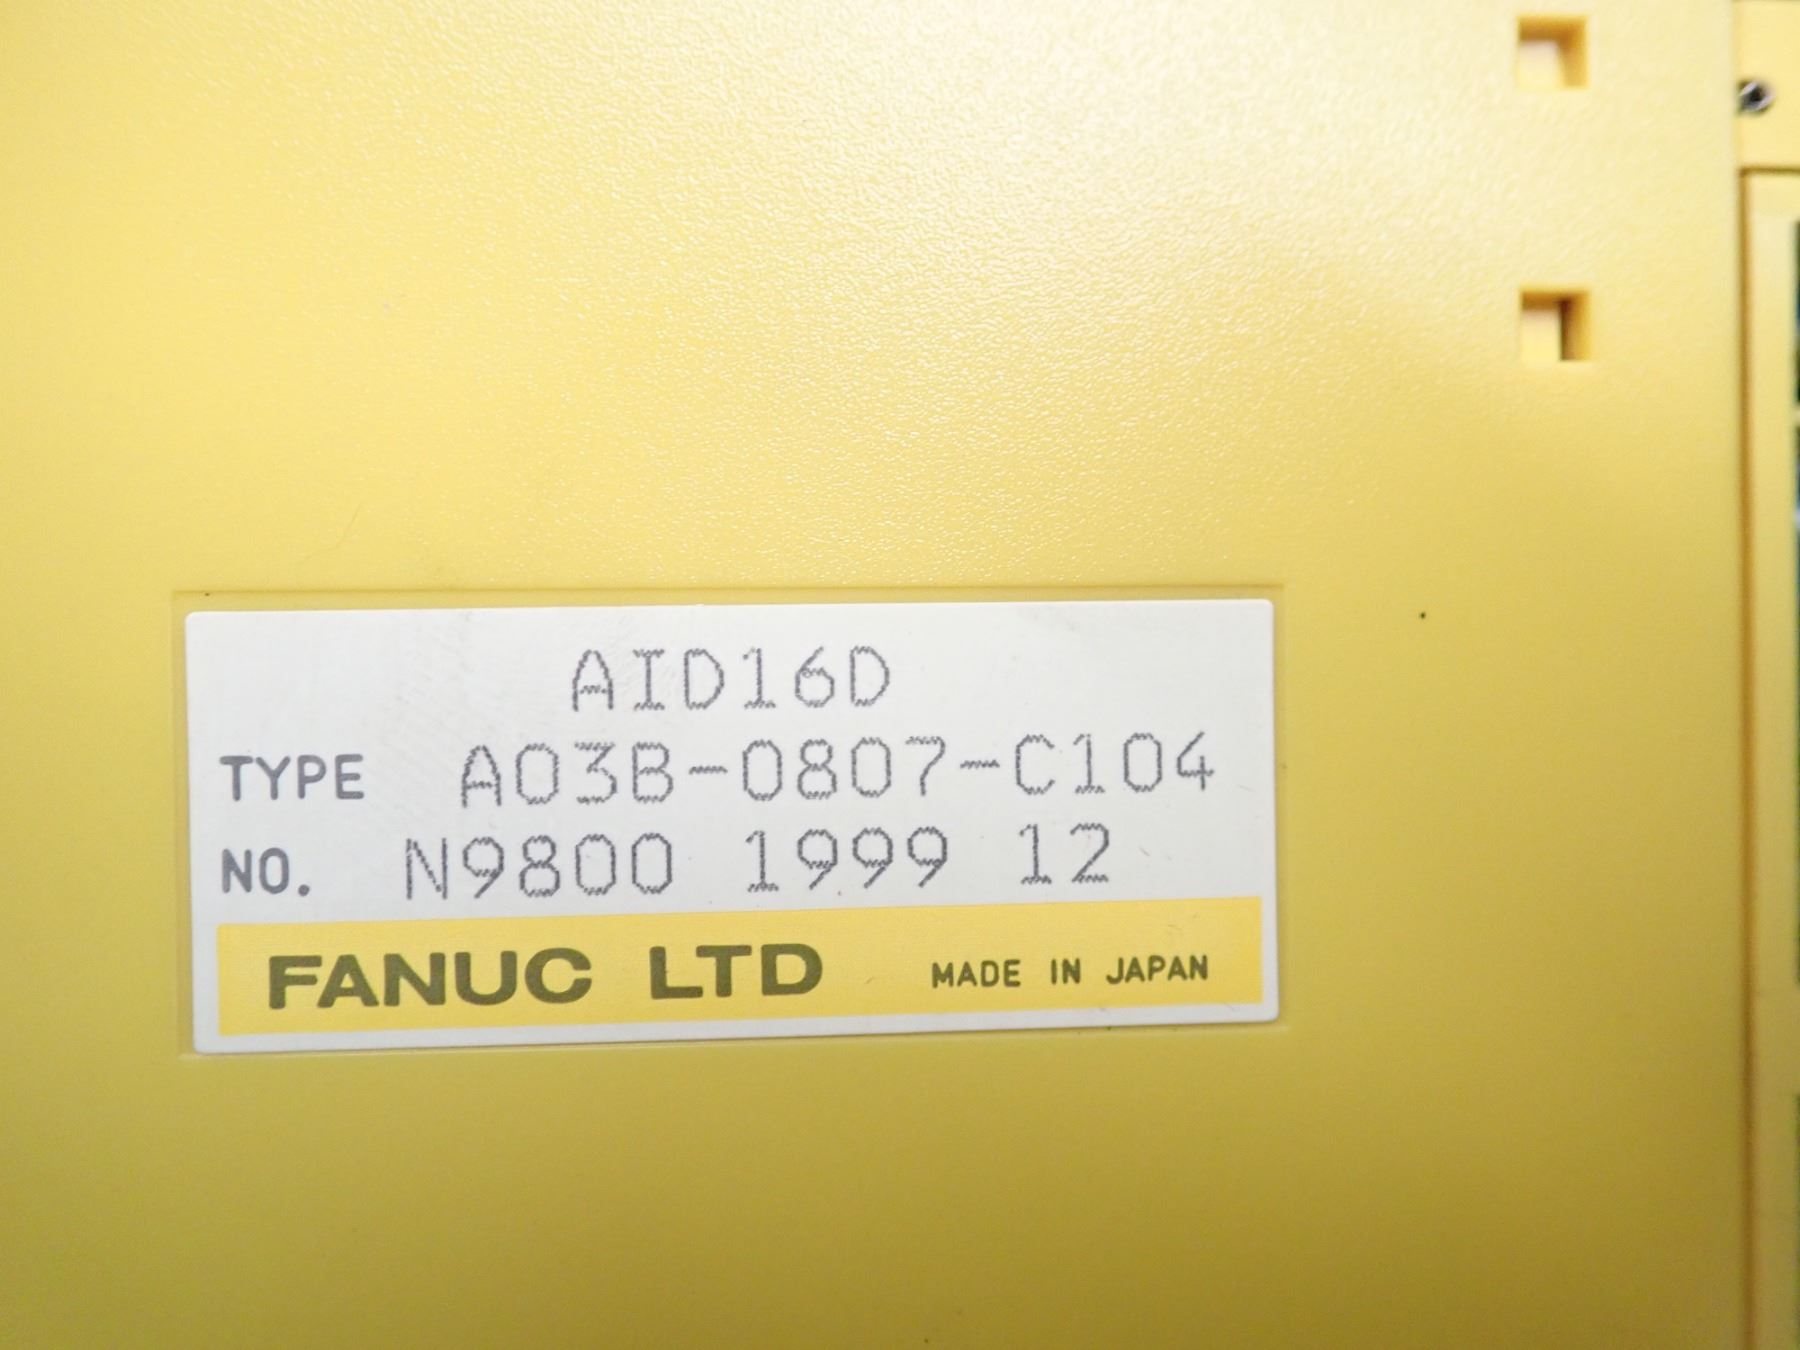 AID16D
TYPE A03B-0807-C104
NO. N9800 1999 12
FANUC LTD MADE IN JAPAN